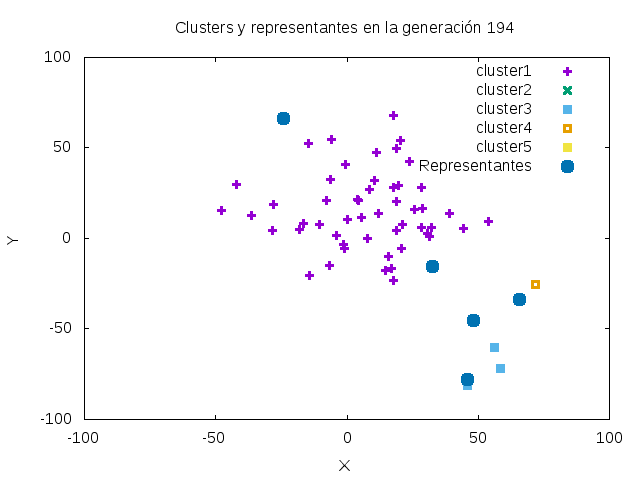 Clusters y representantes en la generación 194
100
50
0
-50
-100
-100
-50
0
50
100
Y
X
cluster1
cluster2
cluster3
cluster4
cluster5
Representantes